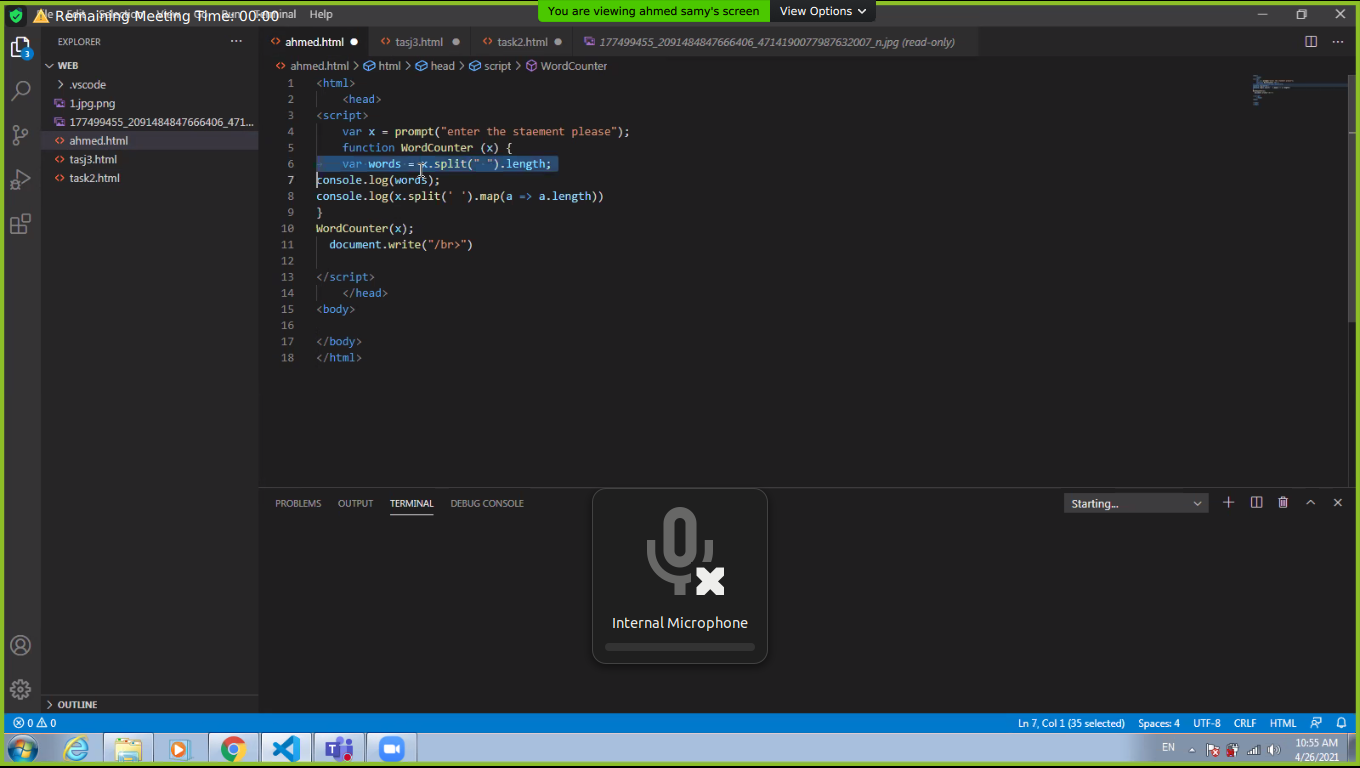 You are viewing ahmed samy's screen
View Options
Remaining Meeting Time: 00:00
Terminal
Help
EXPLORER
ahmed.html
tasj3.html
task2.html
177499455_2091484847666406_4714190077987632007_n.jpg (read-only)
WEB
ahmed.html > html > head > script > WordCounter
.vscode
1.jpg.png
177499455_2091484847666406_471...
ahmed.html
tasj3.html
task2.html
3
1 <html>
2 <head>
3 <script>
4 var x = prompt("enter the staement please");
5 function WordCounter (x) {
6 var words = x.split(" ").length;
7 console.log(words);
8 console.log(x.split(' ').map(a => a.length))
9 }
10 WordCounter(x);
11 document.write("/br>")
12
13 </script>
14 </head>
15 <body>
16
17 </body>
18 </html>
PROBLEMS
OUTPUT
TERMINAL
DEBUG CONSOLE
Starting...
Internal Microphone
OUTLINE
0 0
Ln 7, Col 1 (35 selected)
Spaces: 4
UTF-8
CRLF
HTML
EN
10:55 AM
4/26/2021